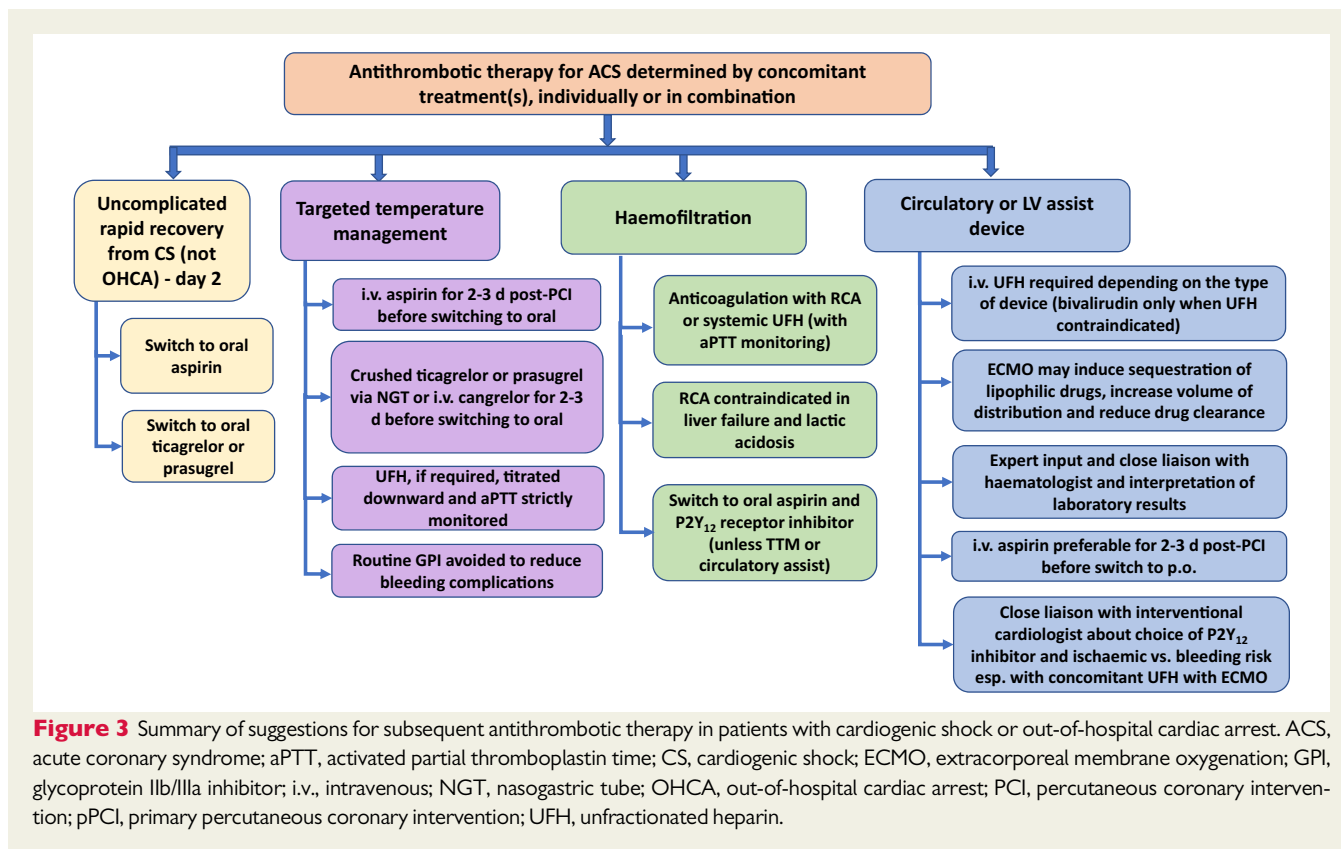 Antithrombotic therapy for ACS determined by concomitant
treatment(s), individually or in combination
Uncomplicated
rapid recovery
from CS (not
OHCA) - day 2
Switch to oral
aspirin
Switch to oral
ticagrelor or
prasugrel
Targeted temperature
management
i.v. aspirin for 2-3 d post-PCI
before switching to oral
Crushed ticagrelor or prasugrel
via NGT or i.v. cangrelor for 2-3
d before switching to oral
UFH, if required, titrated
downward and aPTT strictly
monitored
Routine GPI avoided to reduce
bleeding complications
Haemofiltration
Anticoagulation with RCA
or systemic UFH (with
aPTT monitoring)
RCA contraindicated in
liver failure and lactic
acidosis
Switch to oral aspirin and
P2Y₁₂ receptor inhibitor
(unless TTM or
circulatory assist)
Circulatory or LV assist
device
i.v. UFH required depending on the
type of device (bivalirudin only when UFH
contraindicated)
ECMO may induce sequestration of
lipophilic drugs, increase volume of
distribution and reduce drug clearance
Expert input and close liaison with
haematologist and interpretation of
laboratory results
i.v. aspirin preferable for 2-3 d post-PCI
before switch to p.o.
Close liaison with interventional
cardiologist about choice of P2Y₁₂
inhibitor and ischaemic vs. bleeding risk
esp. with concomitant UFH with ECMO
Figure 3 Summary of suggestions for subsequent antithrombotic therapy in patients with cardiogenic shock or out-of-hospital cardiac arrest. ACS,
acute coronary syndrome; aPTT, activated partial thromboplastin time; CS, cardiogenic shock; ECMO, extracorporeal membrane oxygenation; GPI,
glycoprotein IIb/IIIa inhibitor; i.v., intravenous; NGT, nasogastric tube; OHCA, out-of-hospital cardiac arrest; PCI, percutaneous coronary interven-
tion; pPCI, primary percutaneous coronary intervention; UFH, unfractionated heparin.